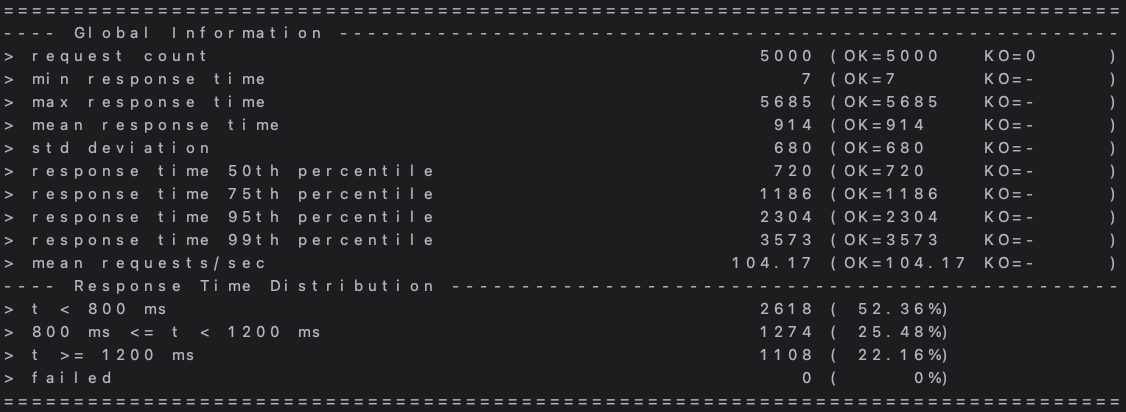 ================================================================================
---- Global Information --------------------------------------------------------
> request count                                         5000 (OK=5000   KO=0     )
> min response time                                        7 (OK=7      KO=-     )
> max response time                                     5685 (OK=5685   KO=-     )
> mean response time                                     914 (OK=914    KO=-     )
> std deviation                                          680 (OK=680    KO=-     )
> response time 50th percentile                          720 (OK=720    KO=-     )
> response time 75th percentile                         1186 (OK=1186   KO=-     )
> response time 95th percentile                         2304 (OK=2304   KO=-     )
> response time 99th percentile                         3573 (OK=3573   KO=-     )
> mean requests/sec                                   104.17 (OK=104.17 KO=-     )
---- Response Time Distribution ------------------------------------------------
> t < 800 ms                                            2618 ( 52.36%)
> 800 ms <= t < 1200 ms                                 1274 ( 25.48%)
> t >= 1200 ms                                          1108 ( 22.16%)
> failed                                                   0 (     0%)
================================================================================